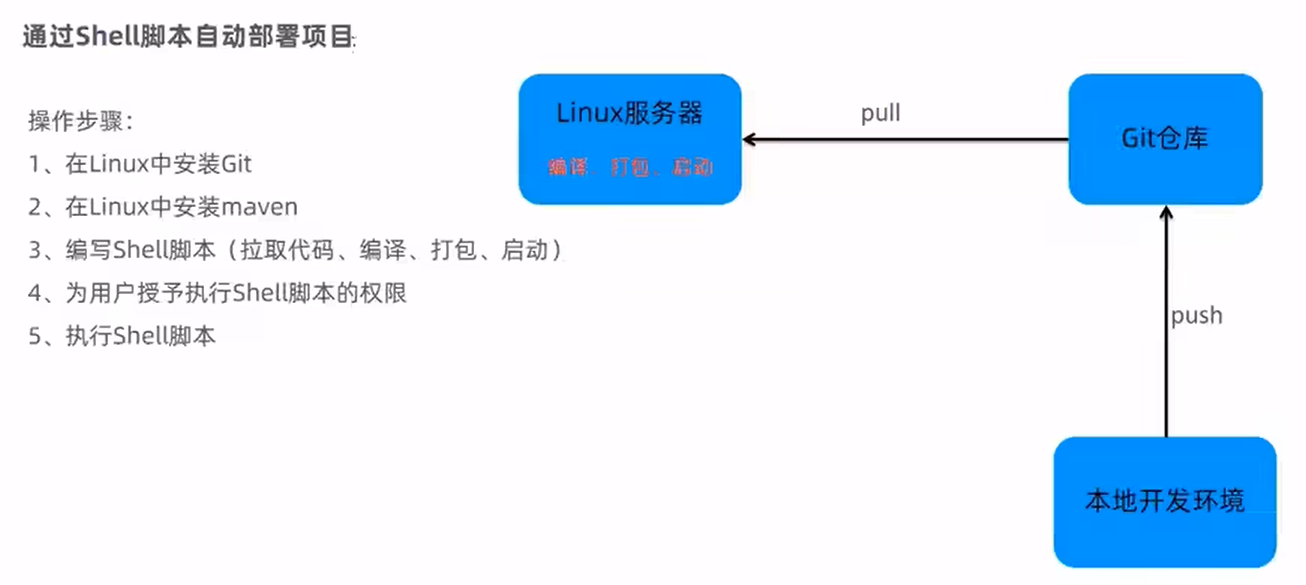 通过Shell脚本自动部署项目:
操作步骤：
1、在Linux中安装Git
2、在Linux中安装maven
3、编写Shell脚本（拉取代码、编译、打包、启动）
4、为用户授予执行Shell脚本的权限
5、执行Shell脚本
Linux服务器
编译、打包、启动
pull
Git仓库
push
本地开发环境